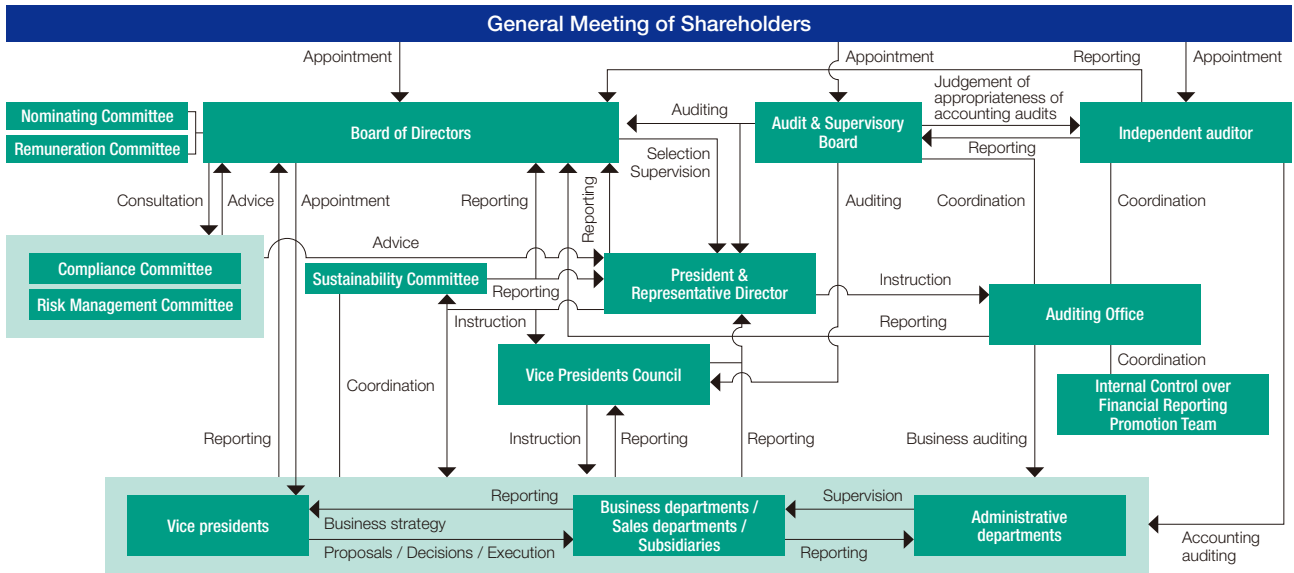 General Meeting of Shareholders
Appointment
Appointment
Reporting
Appointment
Nominating Committee
Remuneration Committee
Board of Directors
Auditing
Audit & Supervisory
Board
Judgement of
appropriateness of
accounting audits
Independent auditor
Reporting
Selection
Supervision
Consultation
Advice
Appointment
Reporting
Reporting
Auditing
Coordination
Coordination
Advice
Compliance Committee
Risk Management Committee
Sustainability Committee
Reporting
President &
Representative Director
Instruction
Auditing Office
Instruction
Reporting
Vice Presidents Council
Coordination
Coordination
Internal Control over
Financial Reporting
Promotion Team
Reporting
Instruction
Reporting
Reporting
Business auditing
Vice presidents
Reporting
Business strategy
Proposals / Decisions / Execution
Business departments /
Sales departments /
Subsidiaries
Supervision
Reporting
Administrative
departments
Accounting
auditing